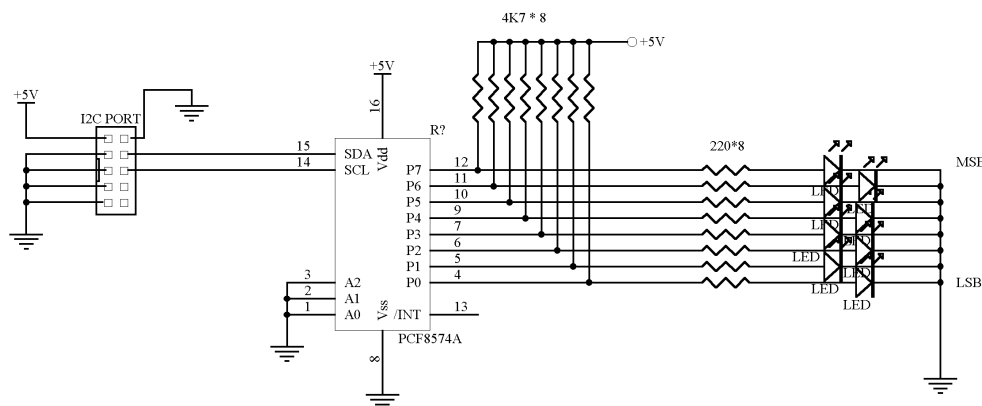 4K7 * 8
+5V
+5V
+5V
I2C PORT
16
R?
220*8
15
SDA
Vdd
14
SCL
P7
12
MSB
P6
11
LED
P5
10
LED
P4
9
LED
P3
7
LED
P2
6
LED
P1
5
LED
3
A2
P0
4
LED
LSB
2
A1
LED
1
A0
Vss
/INT
13
PCF8574A
8